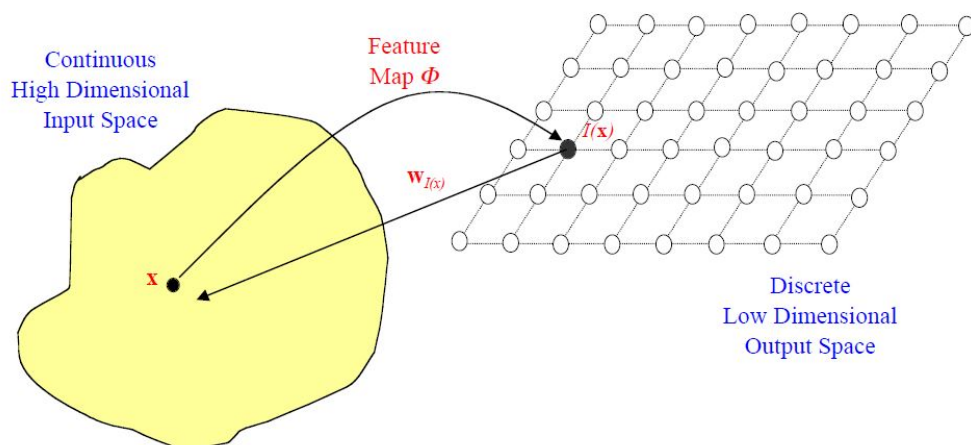 Continuous
High Dimensional
Input Space
Feature
Map Φ
I(x)
w_I(x)
x
Discrete
Low Dimensional
Output Space